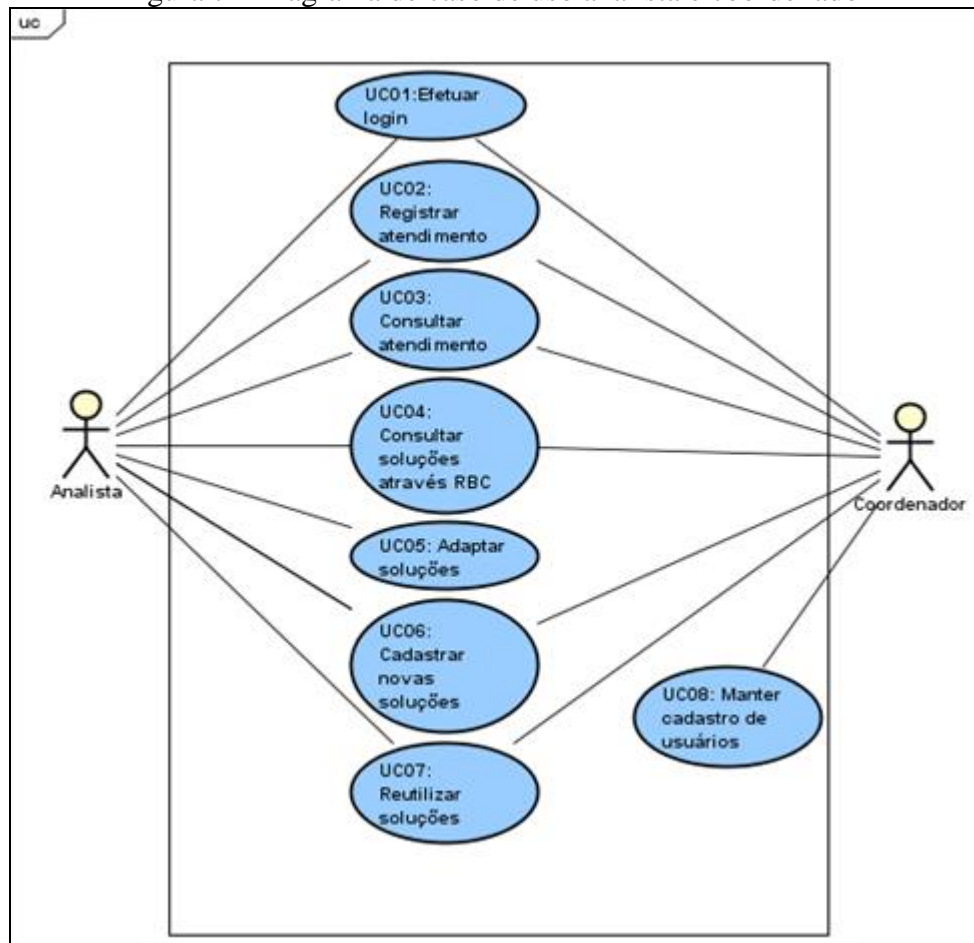 uc
UC01:Efetuar
login
UC02:
Registrar
atendimento
UC03:
Consultar
atendimento
UC04:
Consultar
soluções
através RBC
Analista
Coordenador
UC05: Adaptar
soluções
UC06:
Cadastrar
novas
soluções
UC08: Manter
cadastro de
usuários
UC07:
Reutilizar
soluções